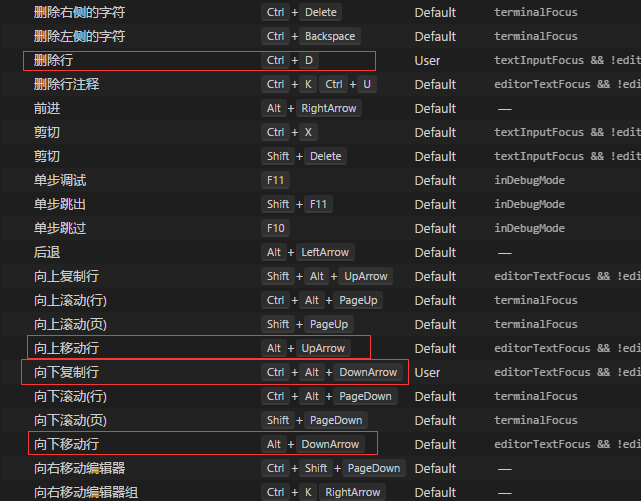 删除右侧的字符 Ctrl + Delete Default terminalFocus
删除左侧的字符 Ctrl + Backspace Default terminalFocus
删除行 Ctrl + D User textInputFocus && !edit
删除行注释 Ctrl + K Ctrl + U Default editorTextFocus && !edi
前进 Alt + RightArrow Default —
剪切 Ctrl + X Default textInputFocus && !edit
剪切 Shift + Delete Default textInputFocus && !edit
单步调试 F11 Default inDebugMode
单步跳出 Shift + F11 Default inDebugMode
单步跳过 F10 Default inDebugMode
后退 Alt + LeftArrow Default —
向上复制行 Shift + Alt + UpArrow Default editorTextFocus && !edi
向上滚动(行) Ctrl + Alt + PageUp Default terminalFocus
向上滚动(页) Shift + PageUp Default terminalFocus
向上移动行 Alt + UpArrow Default editorTextFocus && !edi
向下复制行 Ctrl + Alt + DownArrow User editorTextFocus && !edi
向下滚动(行) Ctrl + Alt + PageDown Default terminalFocus
向下滚动(页) Shift + PageDown Default terminalFocus
向下移动行 Alt + DownArrow Default editorTextFocus && !edi
向右移动编辑器 Ctrl + Shift + PageDown Default —
向右移动编辑器组 Ctrl + K RightArrow Default —